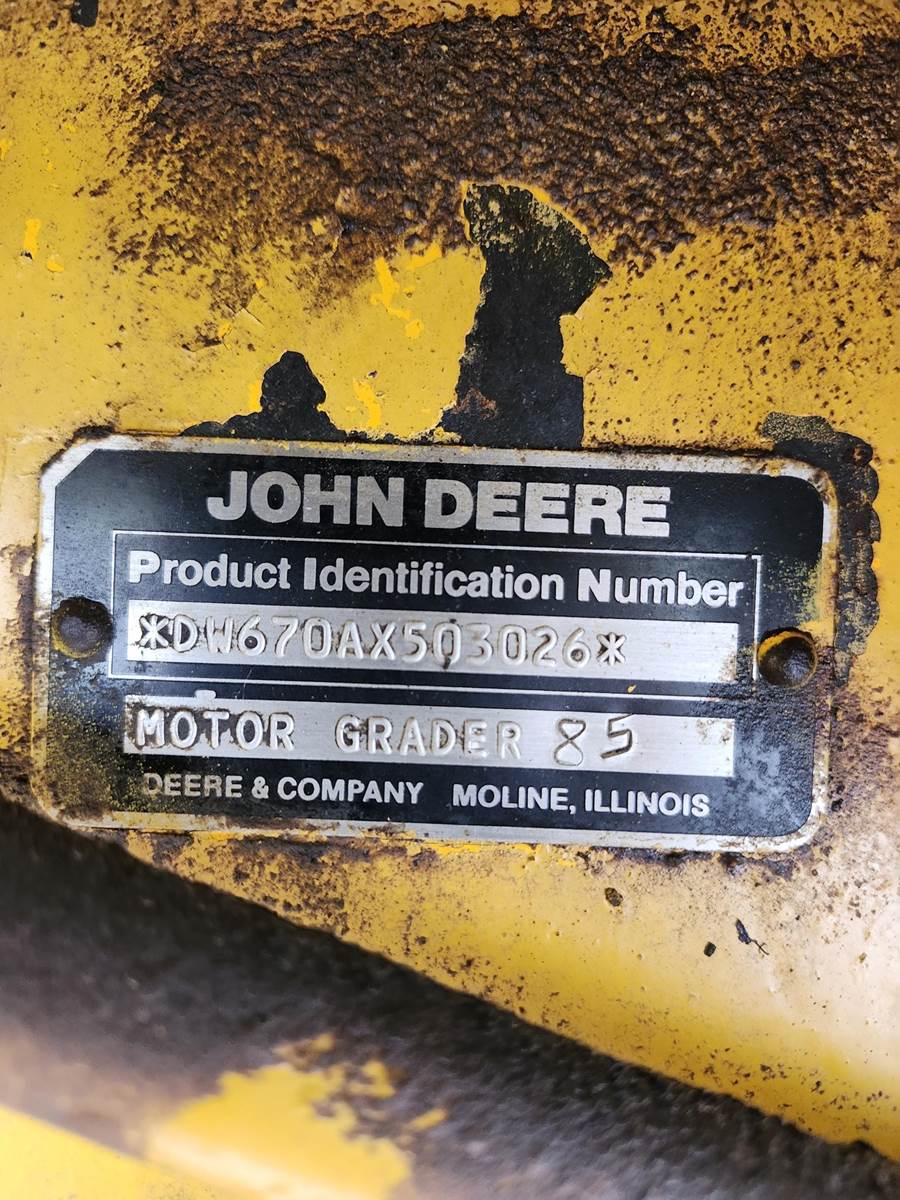 JOHN DEERE
Product Identification Number
*DW670AX503026*
MOTOR GRADER 85
DEERE & COMPANY MOLINE, ILLINOIS